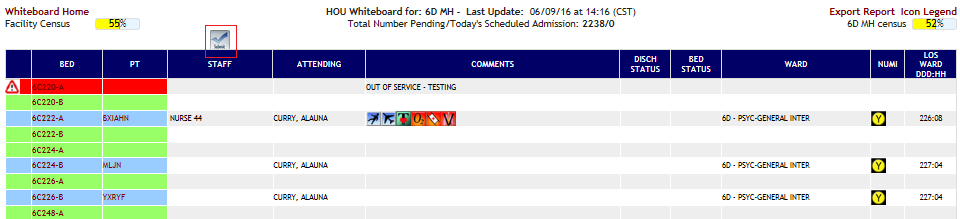 Whiteboard Home HOU Whiteboard for: 6D MH - Last Update: 06/09/16 at 14:16 (CST) Export Report Icon Legend
Facility Census 55% Total Number Pending/Today's Scheduled Admission: 2238/0 6D MH census 52%
Submit
BED PT STAFF ATTENDING COMMENTS DISCH STATUS BED STATUS WARD NUMI LOS WARD DDD:HH
6C220-A OUT OF SERVICE - TESTING
6C220-B
6C222-A BXIAHN NURSE 44 CURRY, ALAUNA T O2 V 6D - PSYC-GENERAL INTER Y 226:08
6C222-B
6C224-A
6C224-B MLJN CURRY, ALAUNA 6D - PSYC-GENERAL INTER Y 227:04
6C226-A
6C226-B YXRYF CURRY, ALAUNA 6D - PSYC-GENERAL INTER Y 227:04
6C248-A